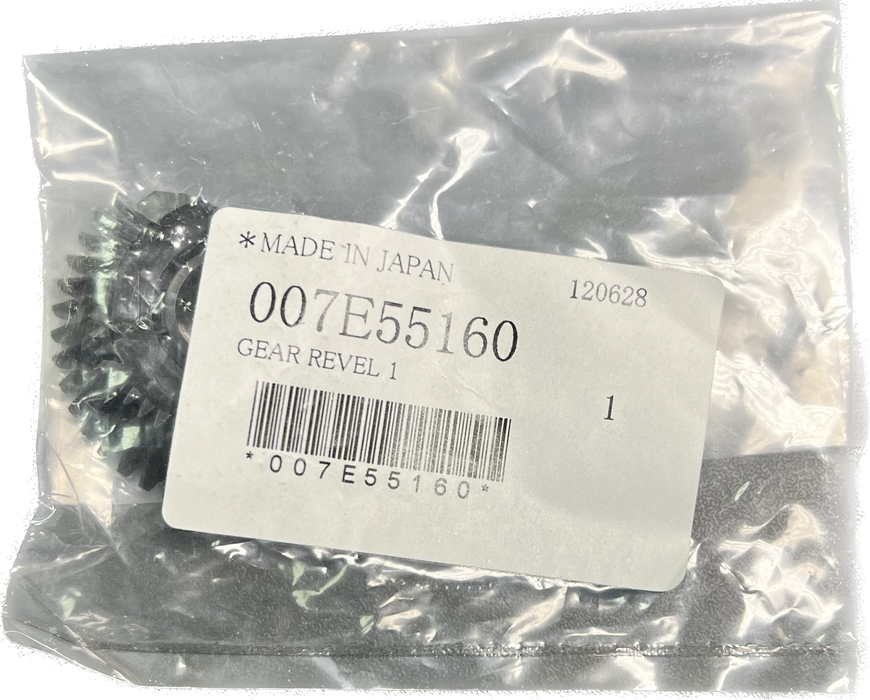 *MADE IN JAPAN
120628
007E55160
GEAR REVEL 1
1
*007E55160*